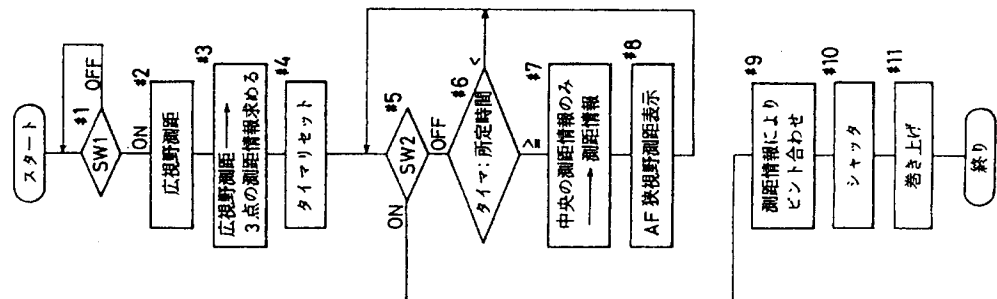 スタート
#1
SW1
OFF
ON
#2
広視野測距
#3
広視野測距 ⟶
3点の測距情報求める
#4
タイマリセット
#5
SW2
ON
OFF
#6
タイマ:所定時間
<
>=
#7
中央の測距情報のみ
⟶ 測距情報
#8
AF狭視野測距表示
#9
測距情報により
ピント合わせ
#10
シャッタ
#11
巻き上げ
終り